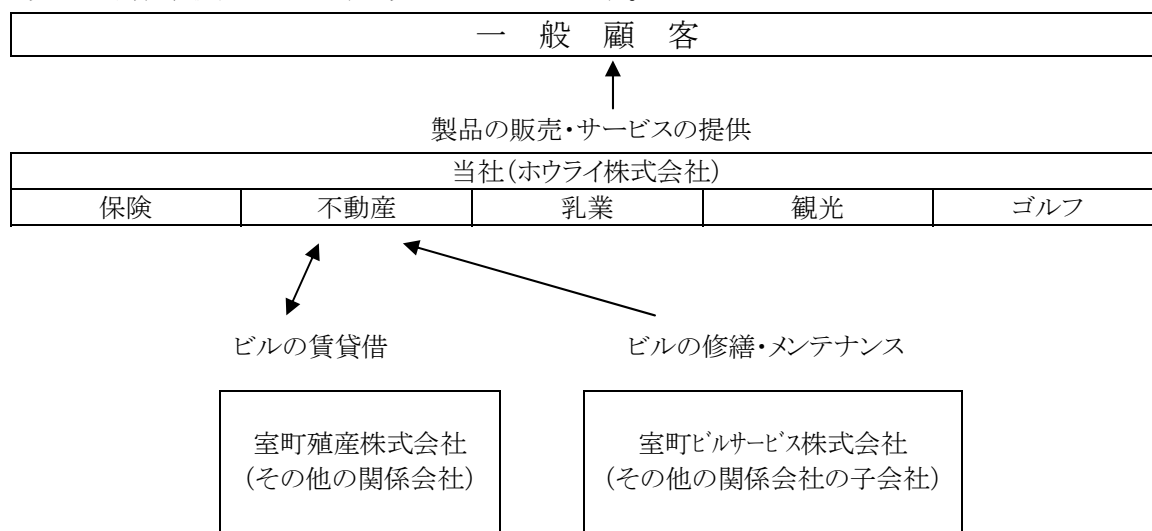 一般顧客
製品の販売・サービスの提供
当社(ホウライ株式会社)
保険 不動産 乳業 観光 ゴルフ
ビルの賃貸借 ビルの修繕・メンテナンス
室町殖産株式会社
(その他の関係会社)
室町ビルサービス株式会社
(その他の関係会社の子会社)